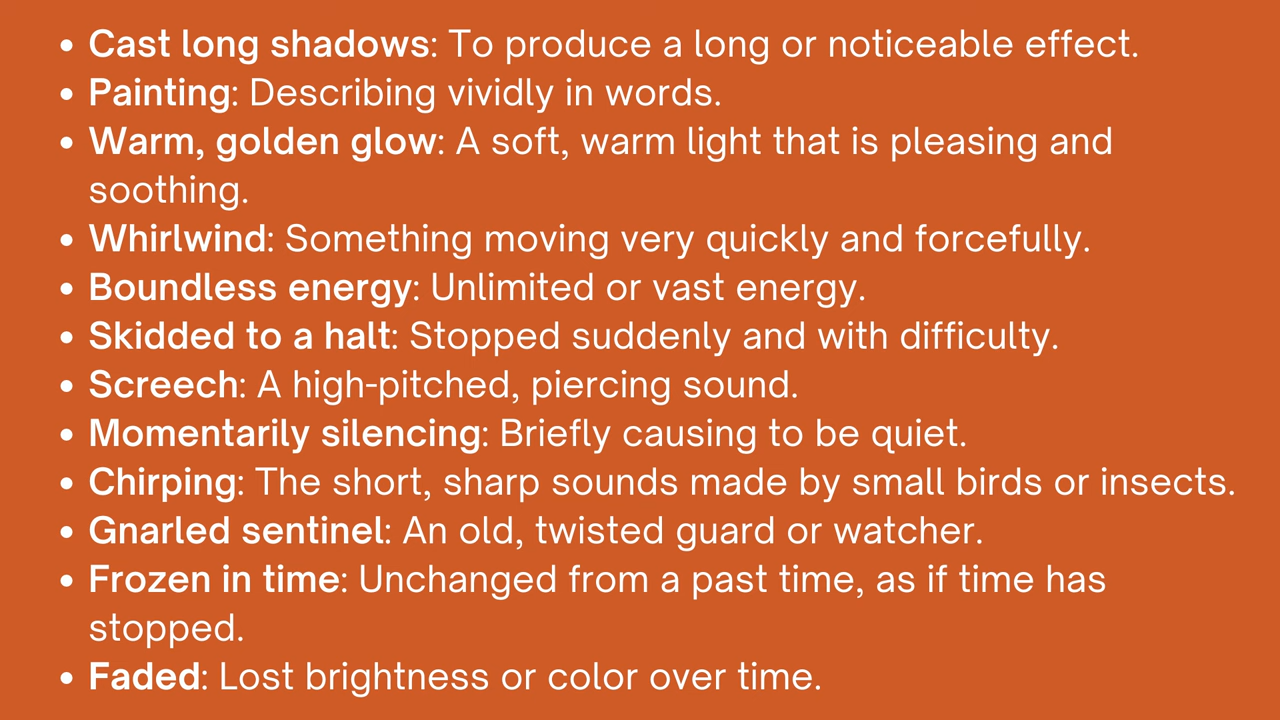 • Cast long shadows: To produce a long or noticeable effect.
• Painting: Describing vividly in words.
• Warm, golden glow: A soft, warm light that is pleasing and
soothing.
• Whirlwind: Something moving very quickly and forcefully.
• Boundless energy: Unlimited or vast energy.
• Skidded to a halt: Stopped suddenly and with difficulty.
• Screech: A high-pitched, piercing sound.
• Momentarily silencing: Briefly causing to be quiet.
• Chirping: The short, sharp sounds made by small birds or insects.
• Gnarled sentinel: An old, twisted guard or watcher.
• Frozen in time: Unchanged from a past time, as if time has
stopped.
• Faded: Lost brightness or color over time.